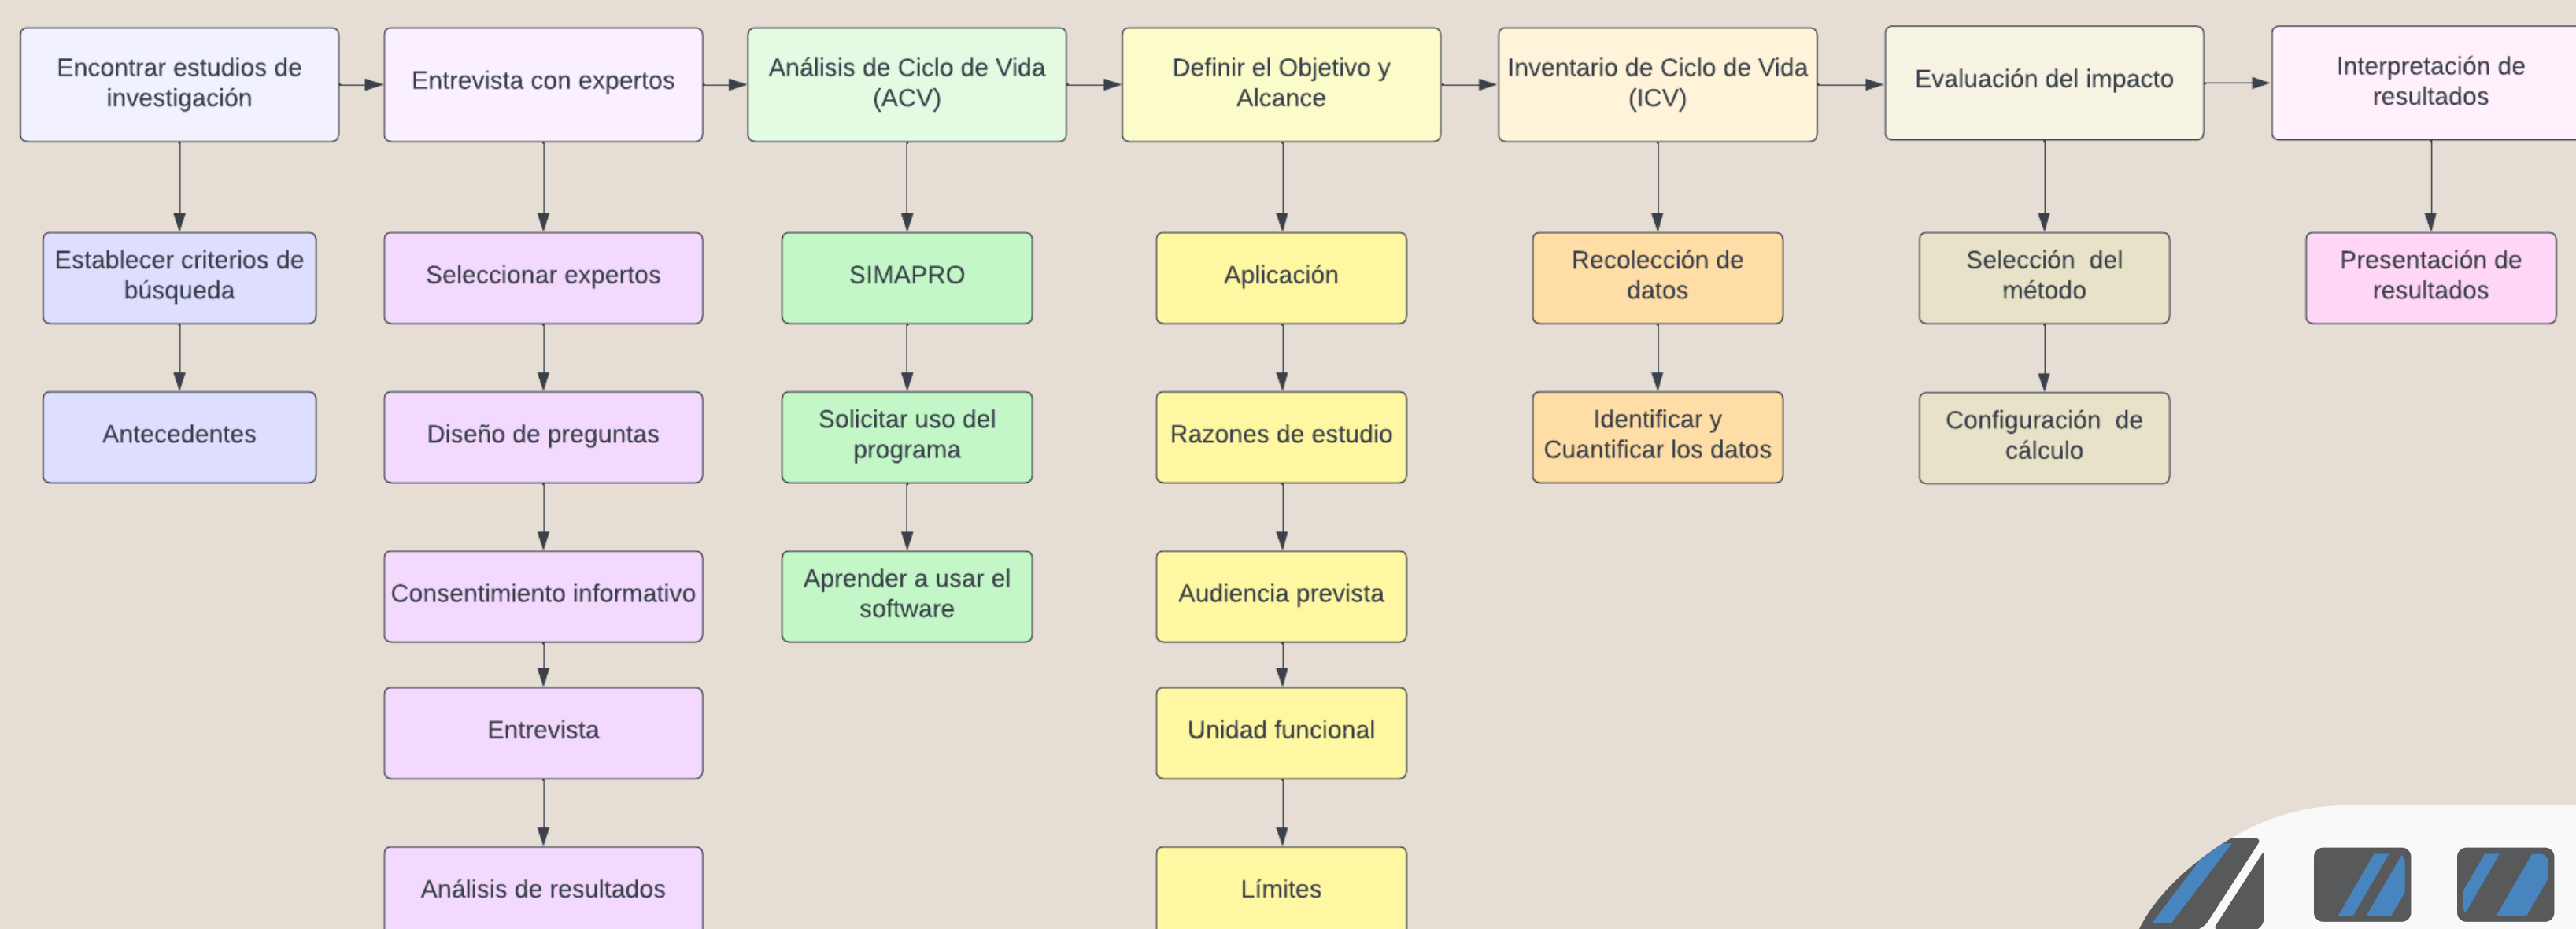 Encontrar estudios de
investigación
Entrevista con expertos
Análisis de Ciclo de Vida
(ACV)
Definir el Objetivo y
Alcance
Inventario de Ciclo de Vida
(ICV)
Evaluación del impacto
Interpretación de
resultados
Establecer criterios de
búsqueda
Seleccionar expertos
SIMAPRO
Aplicación
Recolección de
datos
Selección del
método
Presentación de
resultados
Antecedentes
Diseño de preguntas
Solicitar uso del
programa
Razones de estudio
Identificar y
Cuantificar los datos
Configuración de
cálculo
Consentimiento informativo
Aprender a usar el
software
Audiencia prevista
Entrevista
Unidad funcional
Análisis de resultados
Límites